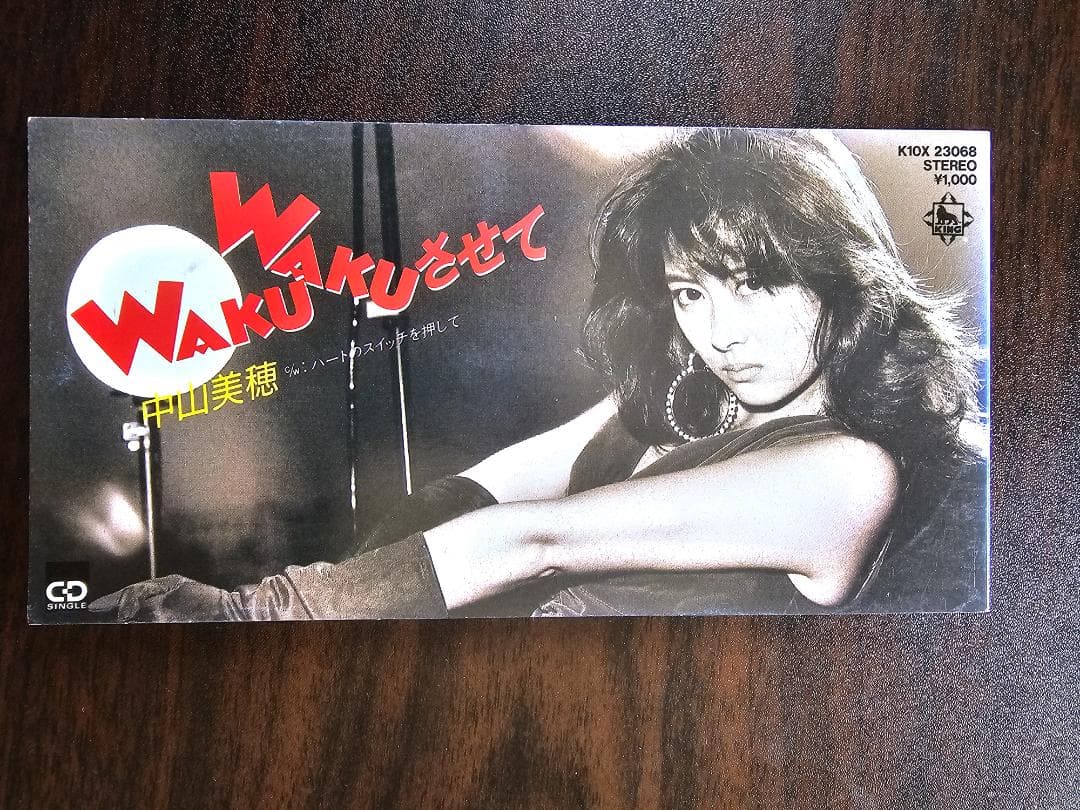 WAKU
WAKUさせて
中山美穂
c/w:ハートのスイッチを押して
K10X 23068
STEREO
¥1,000
KING
CD
SINGLE